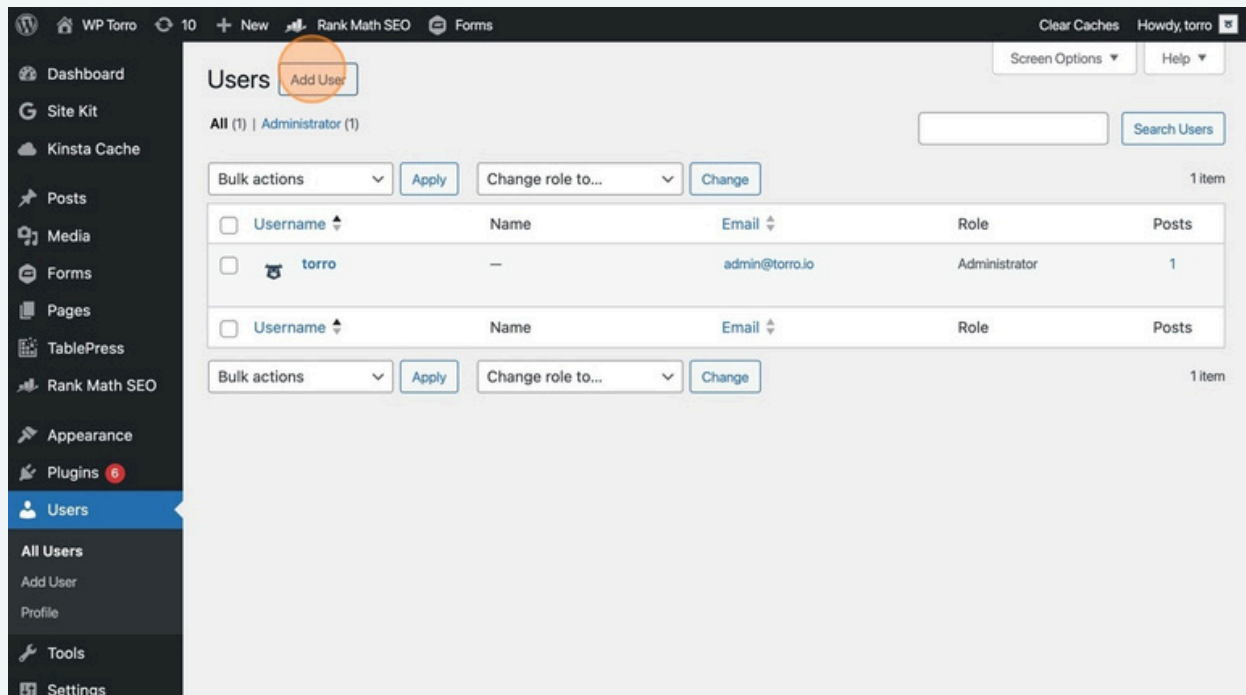 WP Torro 10 New Rank Math SEO Forms Clear Caches Howdy, torro
Dashboard
Site Kit
Kinsta Cache
Posts
Media
Forms
Pages
TablePress
Rank Math SEO
Appearance
Plugins 6
Users
All Users
Add User
Profile
Tools
Settings
Screen Options Help
Users Add User
All (1) | Administrator (1)
Search Users
Bulk actions Apply Change role to... Change 1 item
Username Name Email Role Posts
torro — admin@torro.io Administrator 1
Username Name Email Role Posts
Bulk actions Apply Change role to... Change 1 item